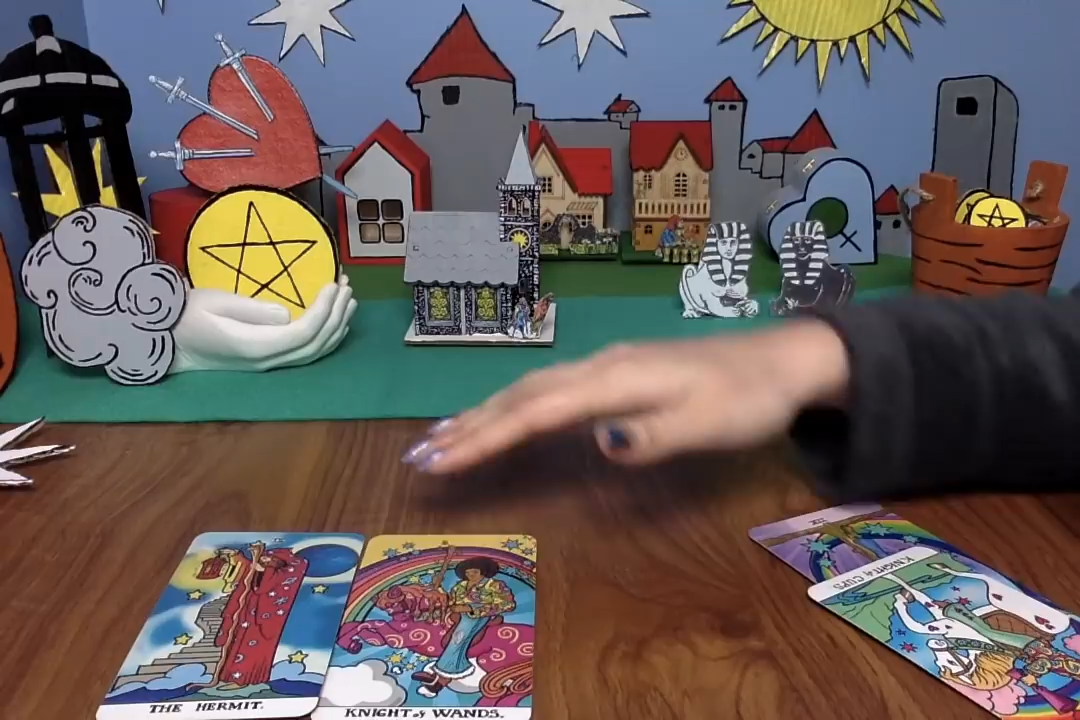 THE HERMIT.
KNIGHT of WANDS.
KNIGHT of CUPS